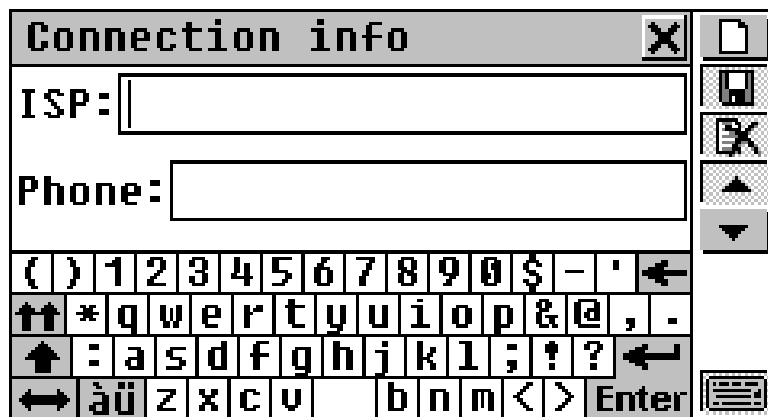 Connection info
ISP:
Phone:
( ) 1 2 3 4 5 6 7 8 9 0 $ - '
* q w e r t y u i o p & @ , .
: a s d f g h j k l ; ! ?
àü z x c v b n m < > Enter